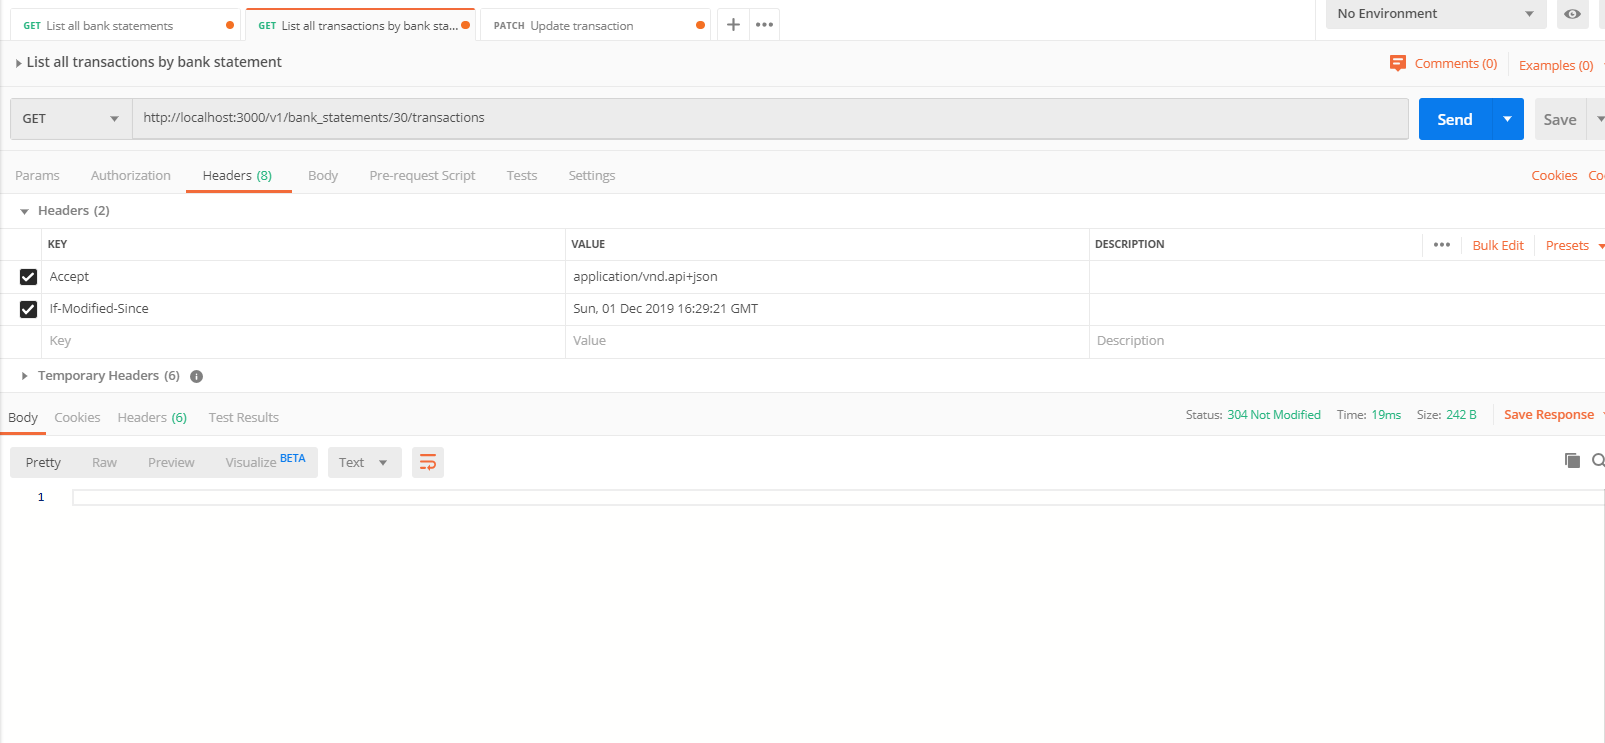 GET List all bank statements GET List all transactions by bank sta... PATCH Update transaction No Environment
List all transactions by bank statement Comments (0) Examples (0)
GET http://localhost:3000/v1/bank_statements/30/transactions Send Save
Params Authorization Headers (8) Body Pre-request Script Tests Settings Cookies Co
Headers (2)
KEY VALUE DESCRIPTION ••• Bulk Edit Presets
Accept application/vnd.api+json
If-Modified-Since Sun, 01 Dec 2019 16:29:21 GMT
Key Value Description
Temporary Headers (6)
Body Cookies Headers (6) Test Results Status: 304 Not Modified Time: 19ms Size: 242 B Save Response
Pretty Raw Preview Visualize BETA Text
1